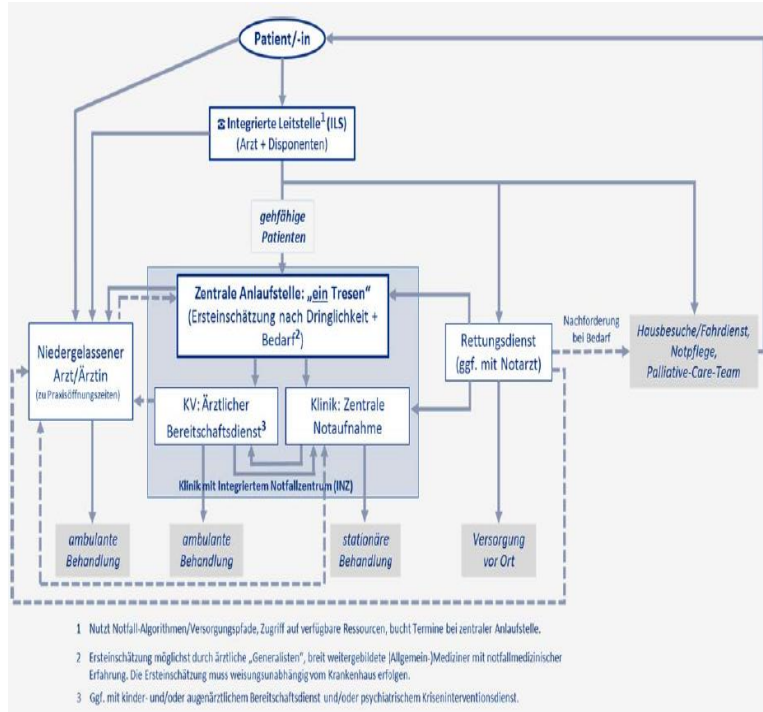 Patient/-in
☎ Integrierte Leitstelle1 (ILS)
(Arzt + Disponenten)
gehfähige
Patienten
Zentrale Anlaufstelle: „ein Tresen“
(Ersteinschätzung nach Dringlichkeit +
Bedarf2)
Niedergelassener
Arzt/Ärztin
(zu Praxisöffnungszeiten)
KV: Ärztlicher
Bereitschaftsdienst3
Klinik: Zentrale
Notaufnahme
Klinik mit Integriertem Notfallzentrum (INZ)
Rettungsdienst
(ggf. mit Notarzt)
Nachforderung
bei Bedarf
Hausbesuche/Fahrdienst,
Notpflege,
Palliative-Care-Team
ambulante
Behandlung
ambulante
Behandlung
stationäre
Behandlung
Versorgung
vor Ort
1 Nutzt Notfall-Algorithmen/Versorgungspfade, Zugriff auf verfügbare Ressourcen, bucht Termine bei zentraler Anlaufstelle.
2 Ersteinschätzung möglichst durch ärztliche „Generalisten“, breit weitergebildete (Allgemein-)Mediziner mit notfallmedizinischer
Erfahrung. Die Ersteinschätzung muss weisungsunabhängig vom Krankenhaus erfolgen.
3 Ggf. mit kinder- und/oder augenärztlichem Bereitschaftsdienst und/oder psychiatrischem Kriseninterventionsdienst.